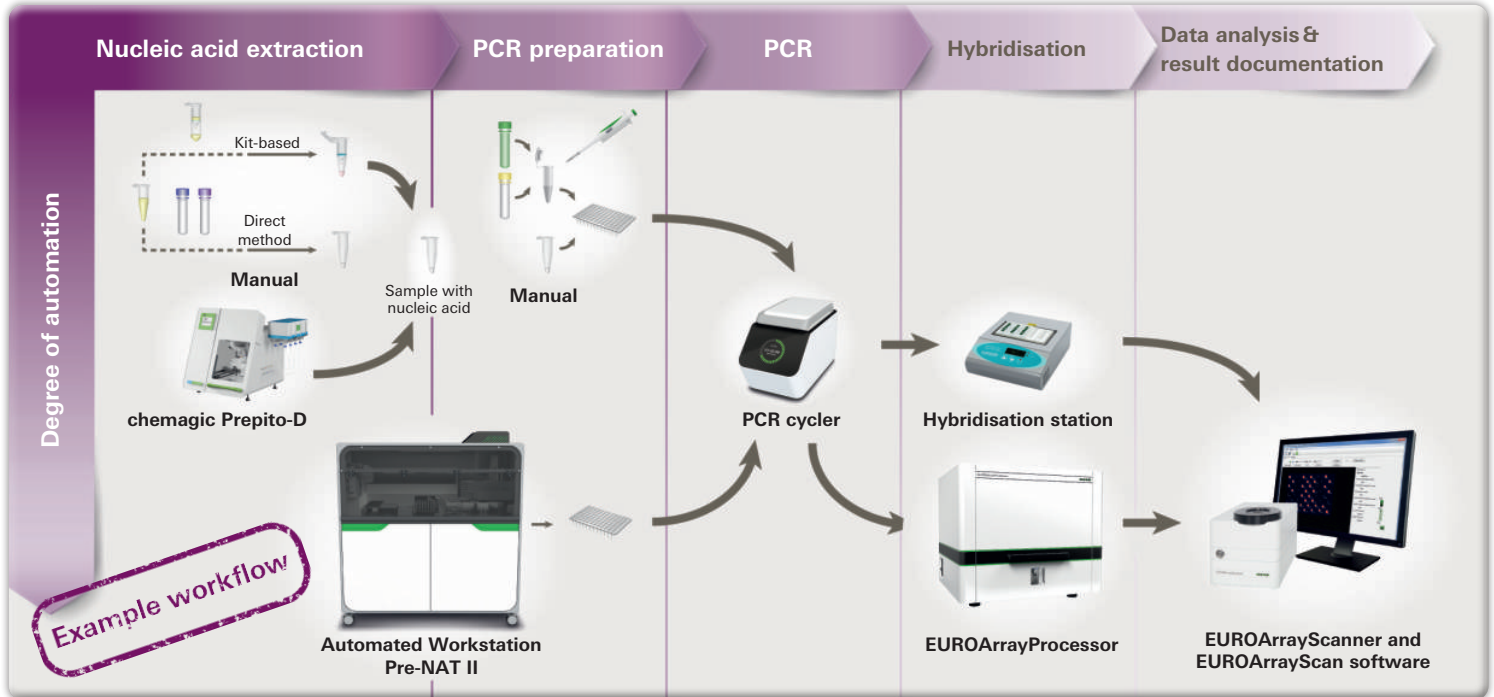 Nucleic acid extraction
PCR preparation
PCR
Hybridisation
Data analysis &
result documentation
Degree of automation
Kit-based
Direct
method
Manual
Sample with
nucleic acid
Manual
chemagic Prepito-D
PCR cycler
Hybridisation station
Automated Workstation
Pre-NAT II
EUROArrayProcessor
EUROArrayScanner and
EUROArrayScan software
Example workflow